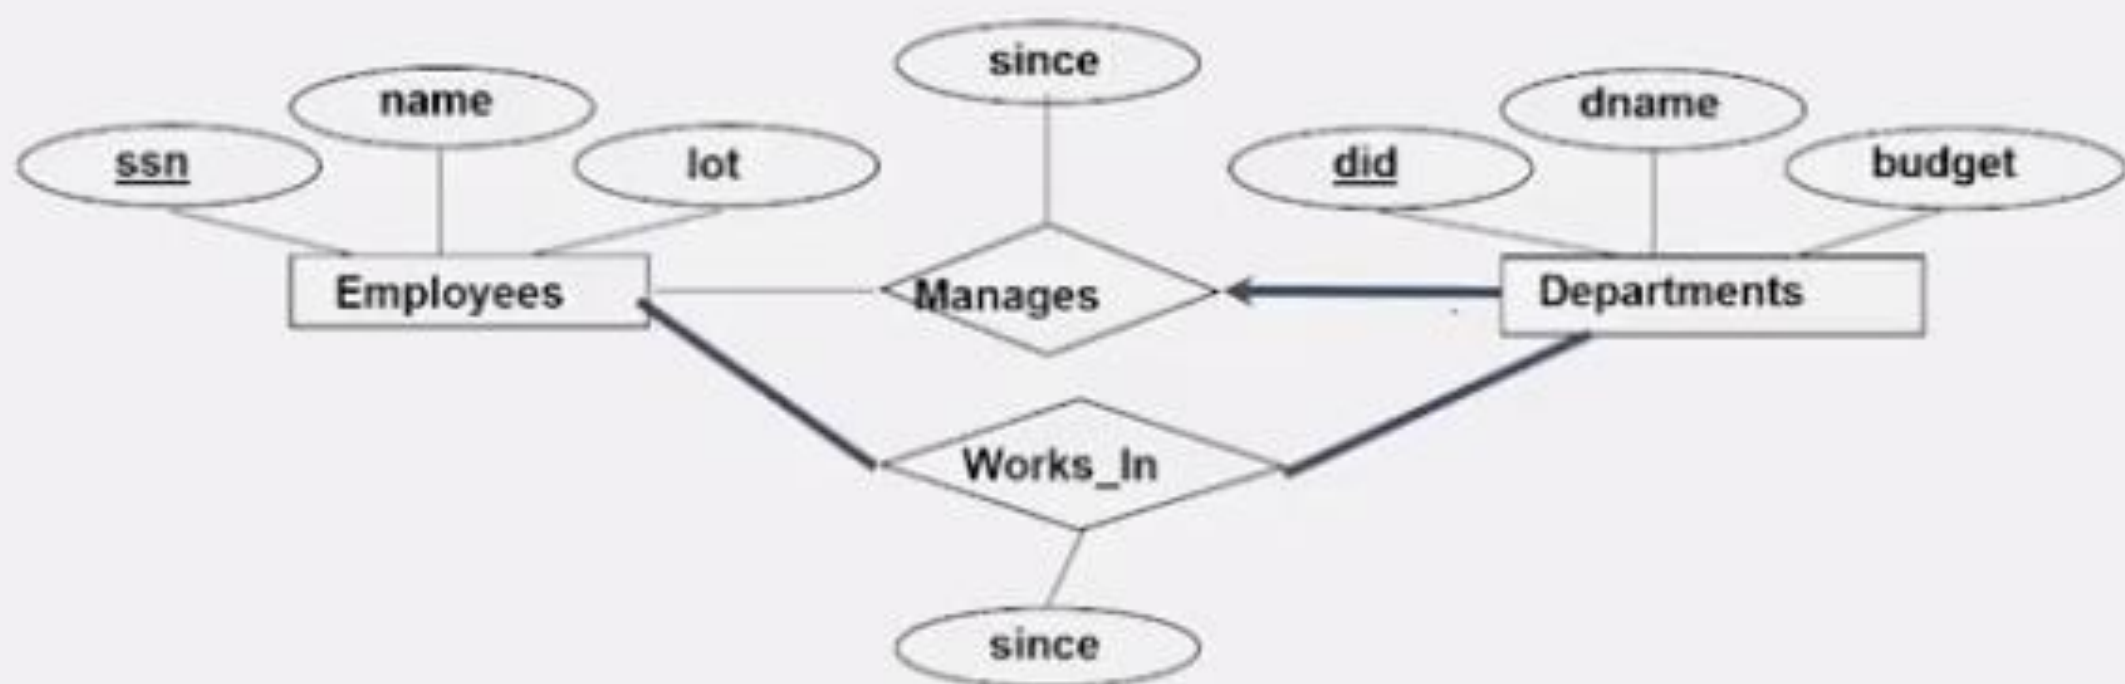 since
name
dname
ssn
lot
did
budget
Employees
Manages
Departments
Works_In
since